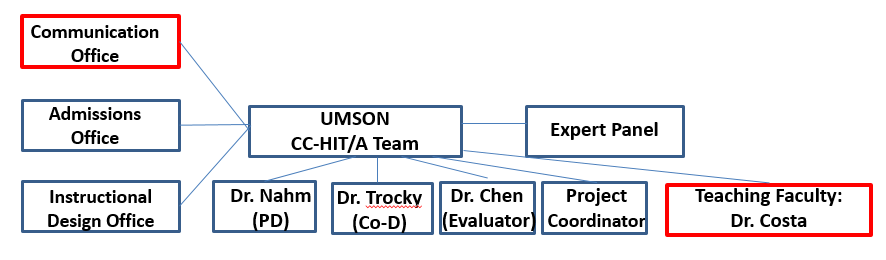 Communication
Office
Admissions
Office
Instructional
Design Office
UMSON
CC-HIT/A Team
Expert Panel
Dr. Nahm
(PD)
Dr. Trocky
(Co-D)
Dr. Chen
(Evaluator)
Project
Coordinator
Teaching Faculty:
Dr. Costa